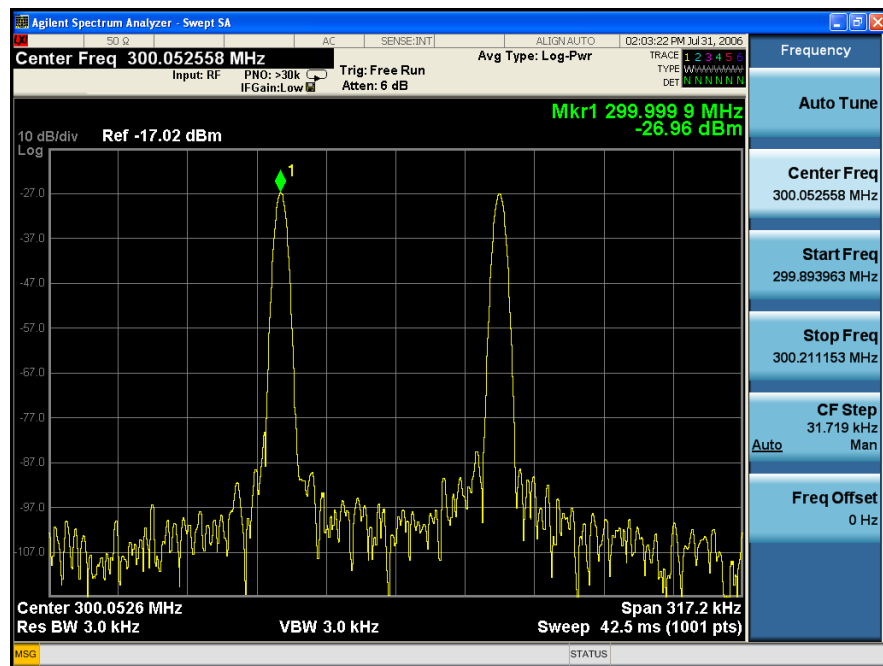 Agilent Spectrum Analyzer - Swept SA
50 Ω AC SENSE:INT ALIGN AUTO 02:03:22 PM Jul 31, 2006
Center Freq 300.052558 MHz
Input: RF
PNO: >30k
IFGain:Low
Trig: Free Run
Atten: 6 dB
Avg Type: Log-Pwr
TRACE 1 2 3 4 5 6
TYPE
DET N N N N N N
Mkr1 299.999 9 MHz
-26.96 dBm
10 dB/div Ref -17.02 dBm
Log
1
-27.0
-37.0
-47.0
-57.0
-67.0
-77.0
-87.0
-97.0
-107.0
Center 300.0526 MHz Span 317.2 kHz
Res BW 3.0 kHz VBW 3.0 kHz Sweep 42.5 ms (1001 pts)
MSG STATUS
Frequency
Auto Tune
Center Freq
300.052558 MHz
Start Freq
299.893963 MHz
Stop Freq
300.211153 MHz
CF Step
31.719 kHz
Auto Man
Freq Offset
0 Hz